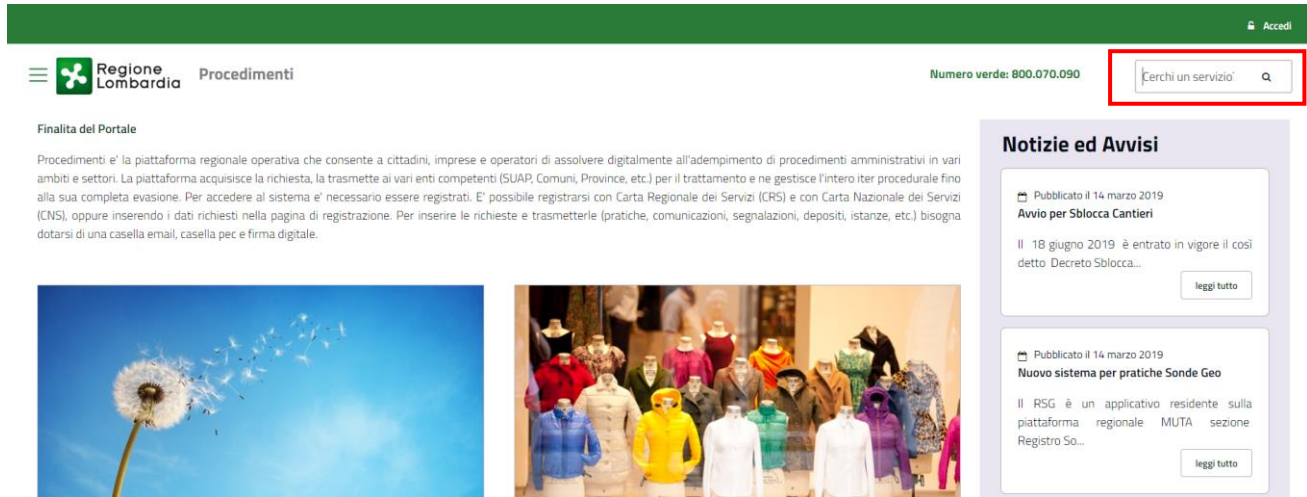 Accedi
Regione
Lombardia
Procedimenti
Numero verde: 800.070.090
Cerchi un servizio?
Finalita del Portale
Procedimenti e' la piattaforma regionale operativa che consente a cittadini, imprese e operatori di assolvere digitalmente all'adempimento di procedimenti amministrativi in vari
ambiti e settori. La piattaforma acquisisce la richiesta, la trasmette ai vari enti competenti (SUAP, Comuni, Province, etc.) per il trattamento e ne gestisce l'intero iter procedurale fino
alla sua completa evasione. Per accedere al sistema e' necessario essere registrati. E' possibile registrarsi con Carta Regionale dei Servizi (CRS) e con Carta Nazionale dei Servizi
(CNS), oppure inserendo i dati richiesti nella pagina di registrazione. Per inserire le richieste e trasmetterle (pratiche, comunicazioni, segnalazioni, depositi, istanze, etc.) bisogna
dotarsi di una casella email, casella pec e firma digitale.
Notizie ed Avvisi
Pubblicato il 14 marzo 2019
Avvio per Sblocca Cantieri
Il 18 giugno 2019 è entrato in vigore il così
detto Decreto Sblocca...
leggi tutto
Pubblicato il 14 marzo 2019
Nuovo sistema per pratiche Sonde Geo
Il RSG è un applicativo residente sulla
piattaforma regionale MUTA sezione
Registro So...
leggi tutto